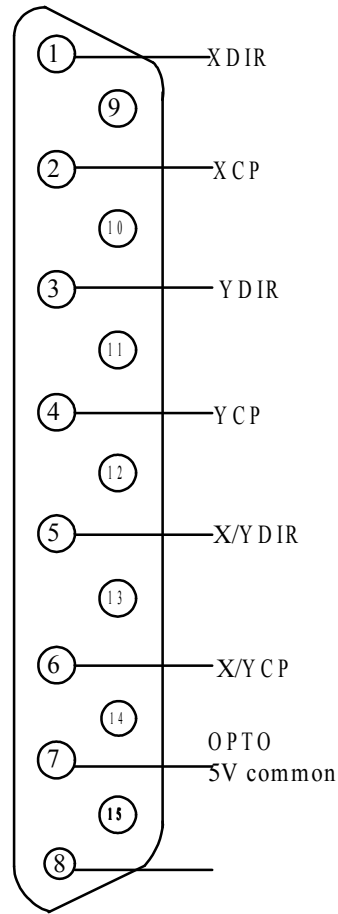 1 XDIR
9
2 XCP
10
3 YDIR
11
4 YCP
12
5 X/YDIR
13
6 X/YCP
14
OPTO
7 5V common
15
8